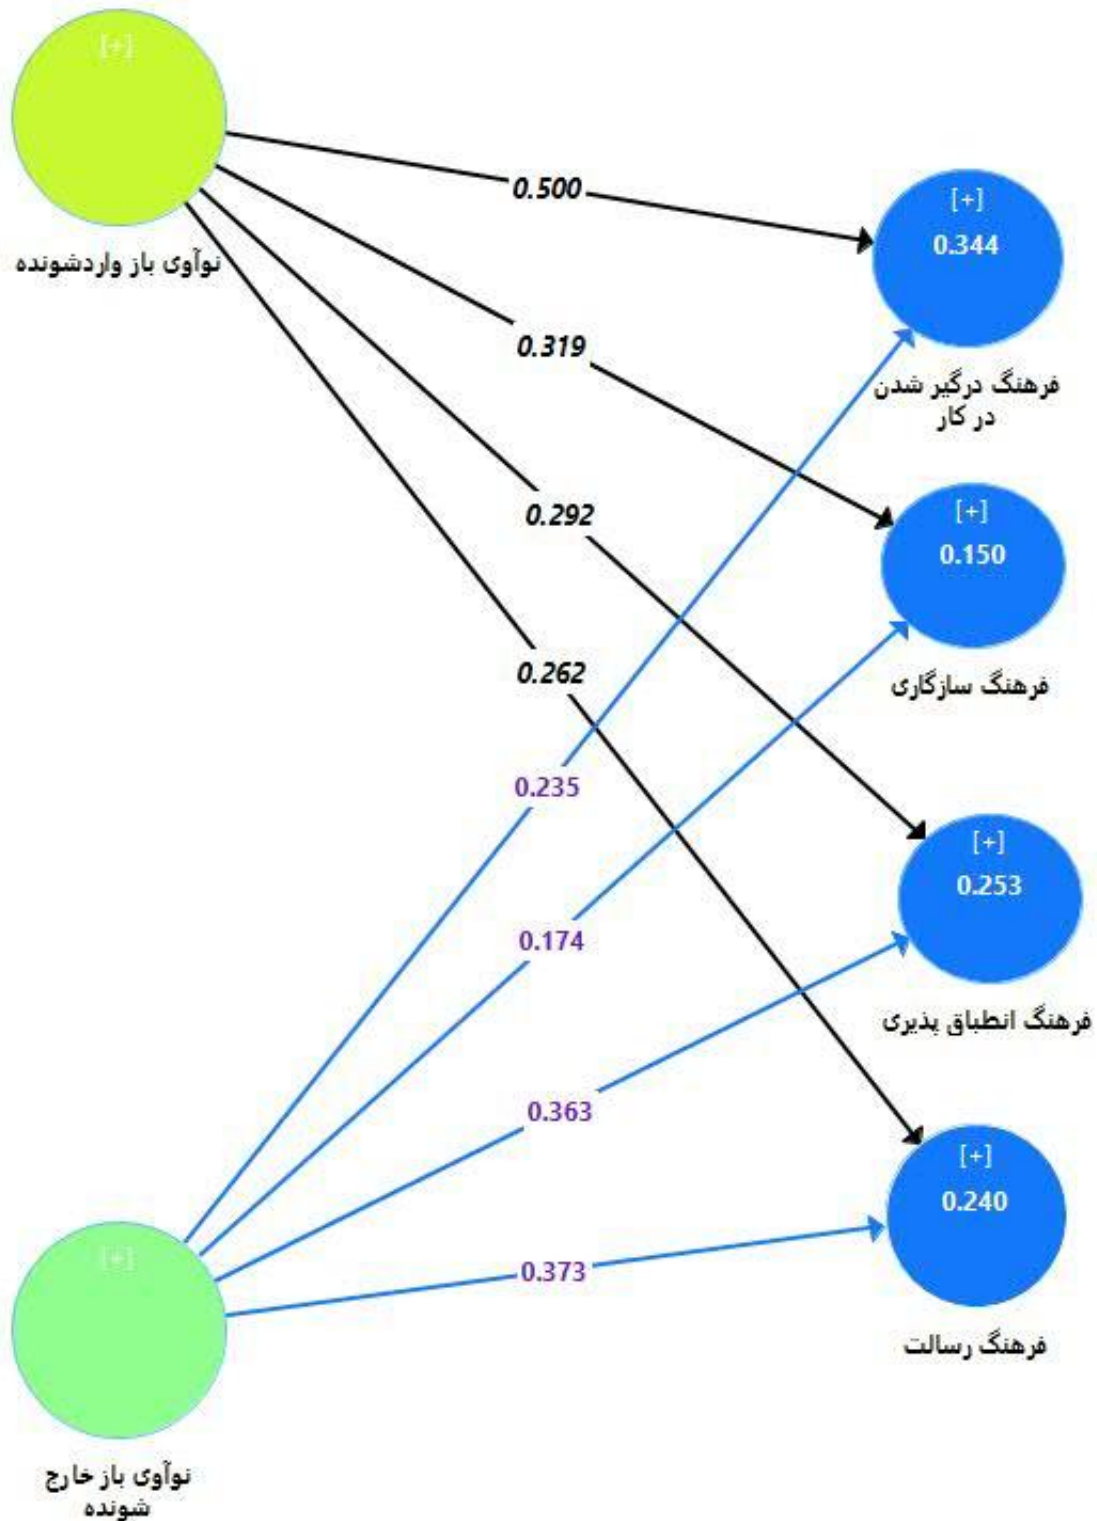 [+]
نوآوی باز واردشونده
0.500
[+]
0.344
فرهنگ درگیر شدن
در کار
0.319
[+]
0.150
فرهنگ سازگاری
0.292
0.262
0.235
[+]
0.253
فرهنگ انطباق پذیری
0.174
0.363
[+]
0.240
فرهنگ رسالت
0.373
[+]
نوآوی باز خارج
شونده